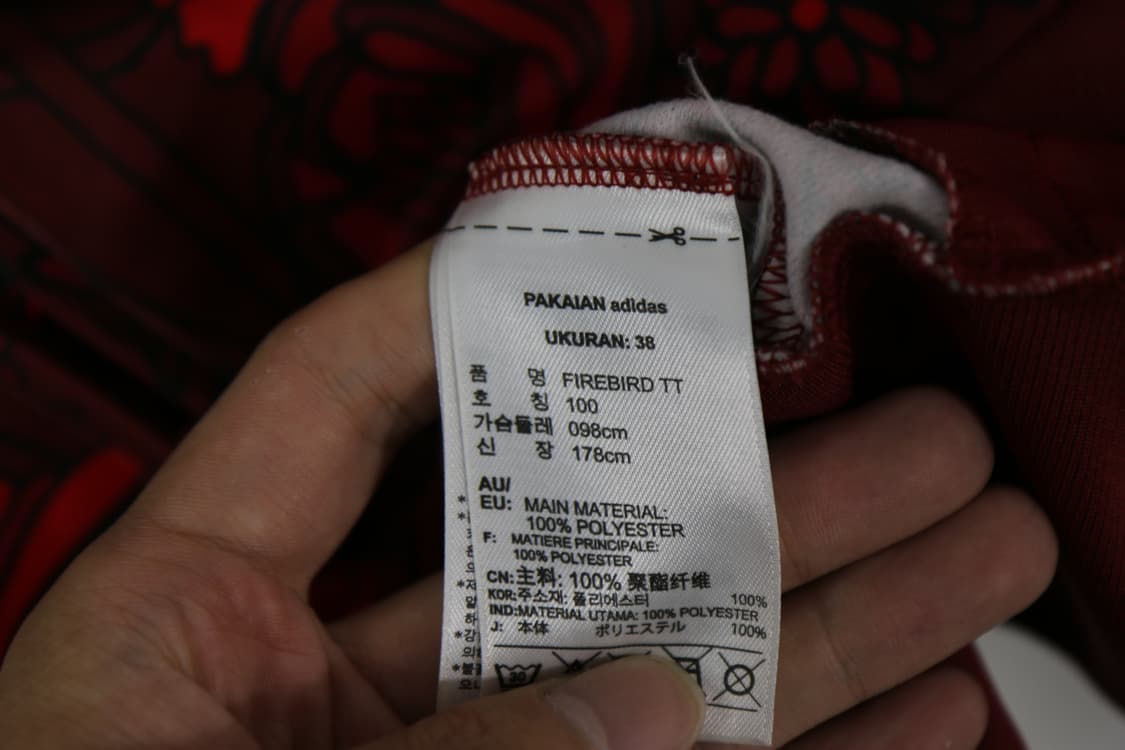 PAKAIAN adidas
UKURAN: 38
품 명 FIREBIRD TT
호 칭 100
가슴둘레 098cm
신 장 178cm
AU/
EU: MAIN MATERIAL:
100% POLYESTER
F: MATIERE PRINCIPALE:
100% POLYESTER
CN:主料: 100% 聚酯纤维
KOR:주소재: 폴리에스터 100%
IND:MATERIAL UTAMA: 100% POLYESTER
J: 本体 ポリエステル 100%
30